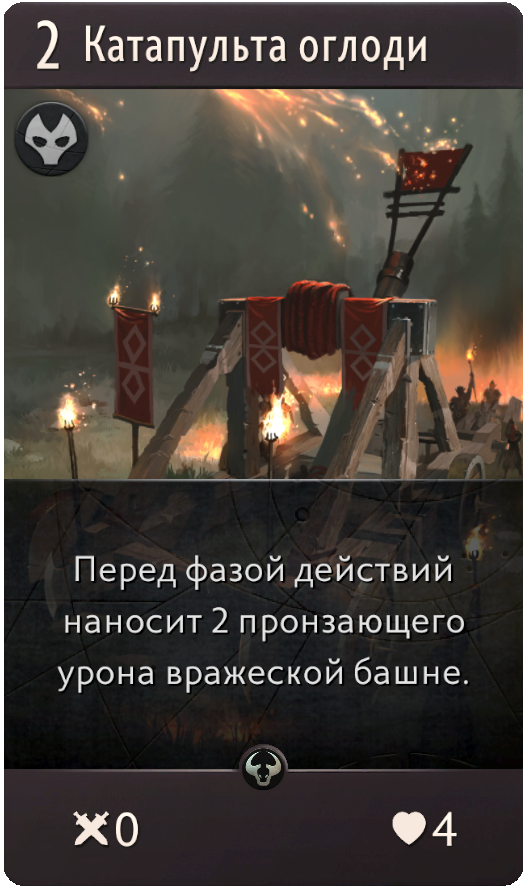 2 Катапульта оглоди
Перед фазой действий
наносит 2 пронзающего
урона вражеской башне.
0 4